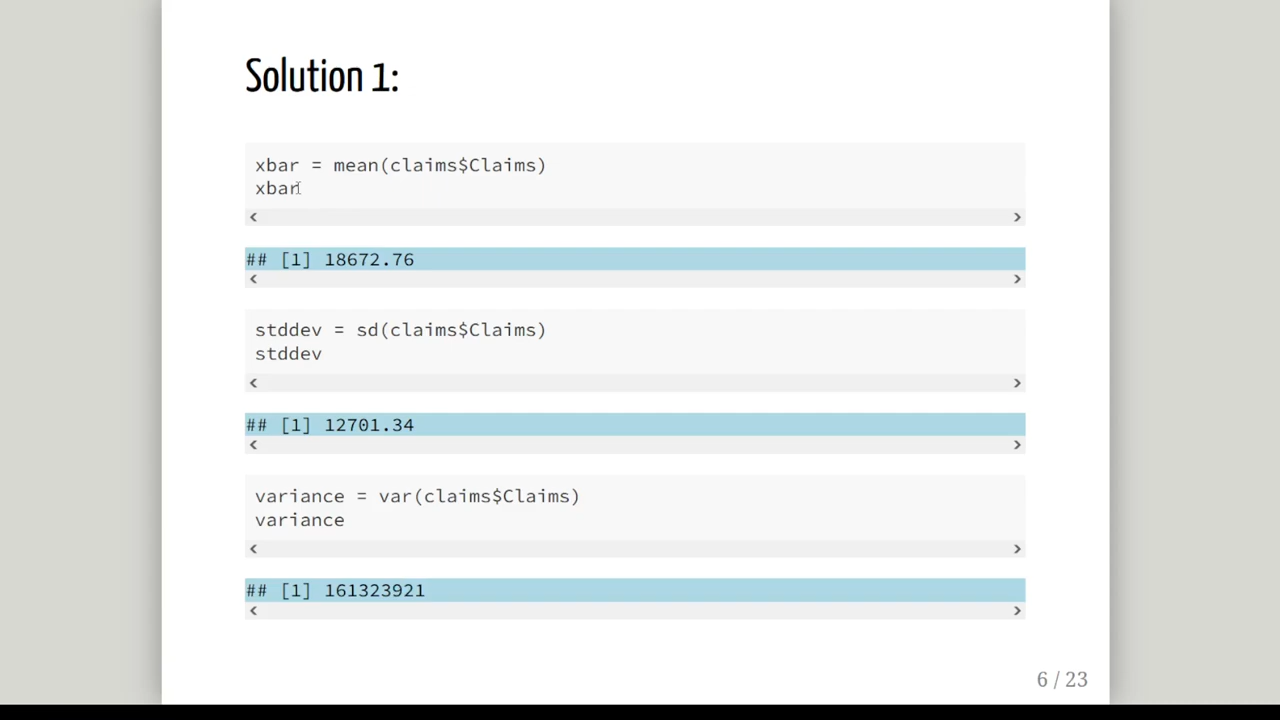 Solution 1:
xbar = mean(claims$Claims)
xbar
## [1] 18672.76
stddev = sd(claims$Claims)
stddev
## [1] 12701.34
variance = var(claims$Claims)
variance
## [1] 161323921
6 / 23